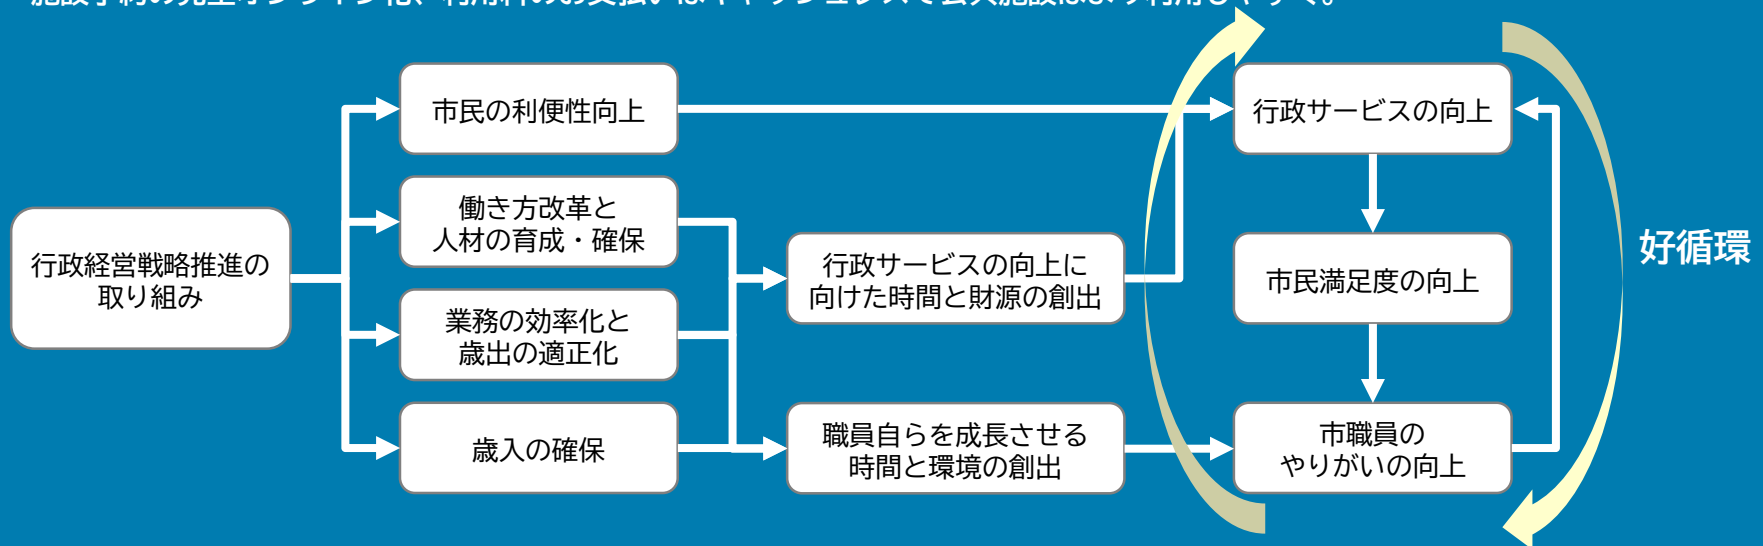 市民の利便性向上
行政サービスの向上
働き方改革と
人材の育成・確保
行政経営戦略推進の
取り組み
行政サービスの向上に
向けた時間と財源の創出
市民満足度の向上
好循環
業務の効率化と
歳出の適正化
歳入の確保
職員自らを成長させる
時間と環境の創出
市職員の
やりがいの向上